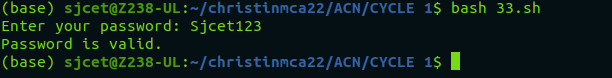 (base) sjcet@Z238-UL:~/christinmca22/ACN/CYCLE 1$ bash 33.sh
Enter your password: Sjcet123
Password is valid.
(base) sjcet@Z238-UL:~/christinmca22/ACN/CYCLE 1$